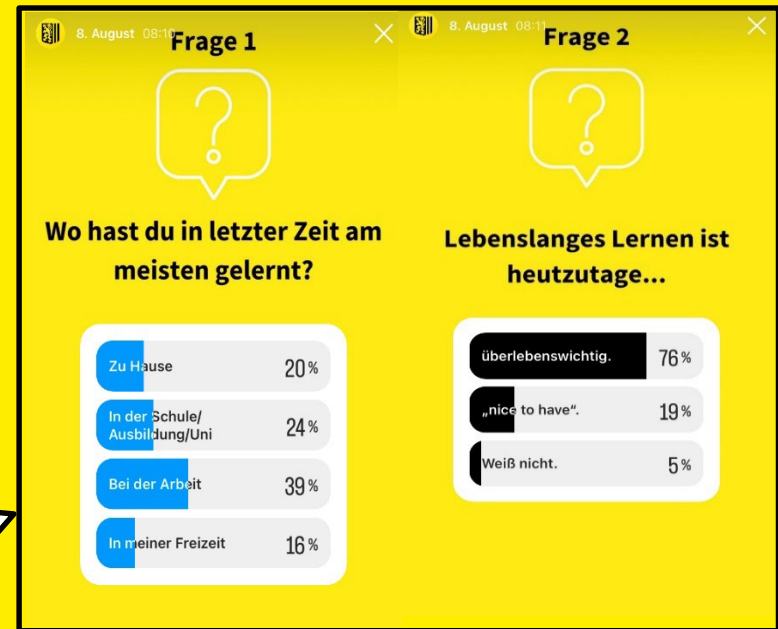 8. August 08:10
Frage 1
?
Wo hast du in letzter Zeit am
meisten gelernt?
Zu Hause 20%
In der Schule/
Ausbildung/Uni 24%
Bei der Arbeit 39%
In meiner Freizeit 16%
8. August 08:11
Frage 2
?
Lebenslanges Lernen ist
heutzutage...
überlebenswichtig. 76%
„nice to have“. 19%
Weiß nicht. 5%